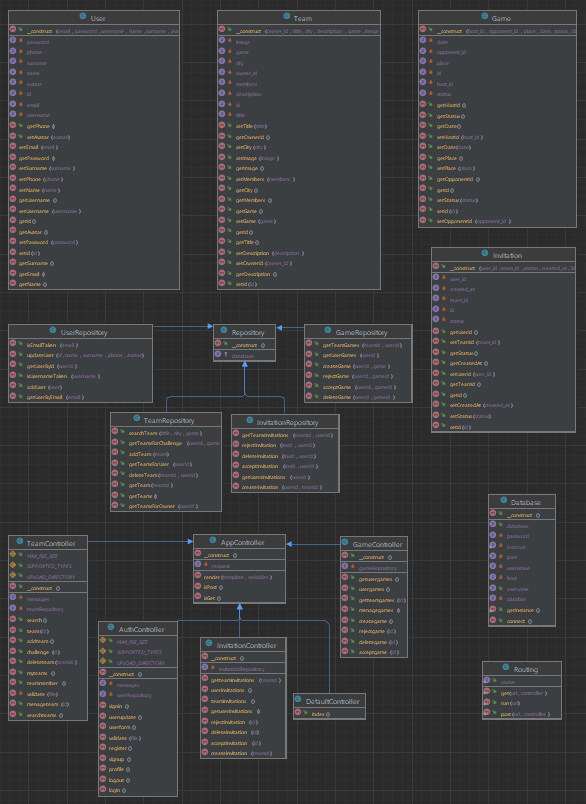 User
__construct (email , password , username , name , surname , ava
password
phone
surname
name
avatar
id
email
username
getPhone ()
setAvatar (avatar)
setEmail (email)
getPassword ()
setSurname (surname)
setPhone (phone)
setName (name)
getUsername ()
setUsername (username )
getId ()
getAvatar ()
setPassword (password)
setId (id)
getSurname ()
getEmail ()
getName ()
Team
__construct (owner_id , title, city , description , game , image
image
game
city
owner_id
members
description
id
title
setTitle (title)
getOwnerId ()
setCity (city)
setImage (image )
getImage ()
setMembers (members )
getCity ()
getMembers ()
getGame ()
setGame (game)
getId ()
getTitle ()
setDescription (description )
setOwnerId (owner_id )
getDescription ()
setId (id)
Game
__construct (host_id , opponent_id , place , date, status , id
date
opponent_id
place
id
host_id
status
getHostId ()
getStatus ()
getDate()
setHostId (host_id )
setDate(date)
getPlace ()
setPlace (place)
getOpponentId ()
getId ()
setStatus (status)
setId (id)
setOpponentId (opponent_id )
Invitation
__construct (user_id , team_id , status , created_at , id
user_id
created_at
team_id
id
status
getUserId ()
setTeamId (team_id )
getStatus ()
getCreatedAt ()
setUserId (user_id )
getTeamId ()
getId ()
setCreatedAt (created_at )
setStatus (status)
setId (id)
UserRepository
isEmailTaken (email )
updateUser (id, name , surname , phone , avatar)
getUserById (userId)
isUsernameTaken (username )
addUser (user)
getUserByEmail (email )
Repository
__construct ()
database
GameRepository
getTeamGames (teamId , userId)
getUserGames (userId)
createGame (game)
rejectGame (userId , gameId )
acceptGame (userId , gameId )
deleteGame (userId , gameId )
TeamRepository
searchTeam (title , city , game )
getTeamsForChallenge (userId , game
addTeam (team)
getTeamsForUser (userId )
deleteTeam (teamId , userId )
getTeam (teamId )
getTeams ()
getTeamsForOwner (userId)
InvitationRepository
getTeamInvitations (teamId , userId)
rejectInvitation (invId , userId )
deleteInvitation (invId , userId )
acceptInvitation (invId , userId )
getUserInvitations (userId)
createInvitation (userId , teamId)
Database
__construct ()
database
password
instance
port
username
host
username
database
getInstance ()
connect ()
TeamController
MAX_FILE_SIZE
SUPPORTED_TYPES
UPLOAD_DIRECTORY
__construct ()
messages
teamRepository
search()
team (id)
addteam ()
challenge (id)
deleteteam (teamId )
myteams ()
teammember ()
validate (file)
manageteam (id)
searchteams ()
AppController
__construct ()
request
render (template , variables )
isPost ()
isGet ()
GameController
__construct ()
gameRepository
getusergames ()
usergames ()
getteamgames (id)
managegames ()
creategame ()
rejectgame (id)
deletegame (id)
acceptgame (id)
AuthController
MAX_FILE_SIZE
SUPPORTED_TYPES
UPLOAD_DIRECTORY
__construct ()
messages
userRepository
signin ()
userupdate ()
userform ()
validate (file)
register ()
signup ()
profile ()
logout ()
login ()
InvitationController
__construct ()
invitationRepository
getteaminvitations (teamId )
userInvitations ()
teamInvitations ()
getuserinvitations ()
rejectinvitation (id)
deleteinvitation (id)
acceptinvitation (id)
createinvitation (teamId)
DefaultController
index ()
Routing
routes
get (url , controller )
run (url)
post (url , controller )